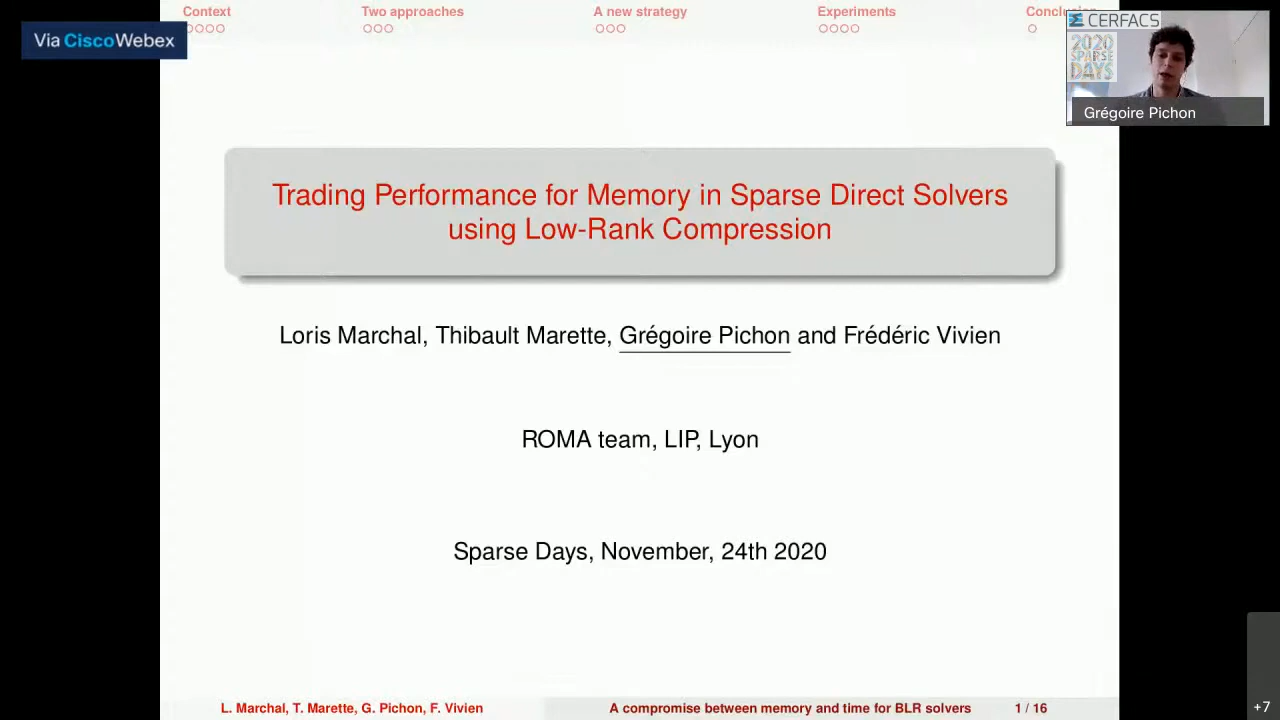 Context Two approaches A new strategy Experiments
Via Cisco Webex
CERFACS
2020
SPARSE
DAYS
Grégoire Pichon
Trading Performance for Memory in Sparse Direct Solvers
using Low-Rank Compression
Loris Marchal, Thibault Marette, Grégoire Pichon and Frédéric Vivien
ROMA team, LIP, Lyon
Sparse Days, November, 24th 2020
L. Marchal, T. Marette, G. Pichon, F. Vivien A compromise between memory and time for BLR solvers 1 / 16
+7